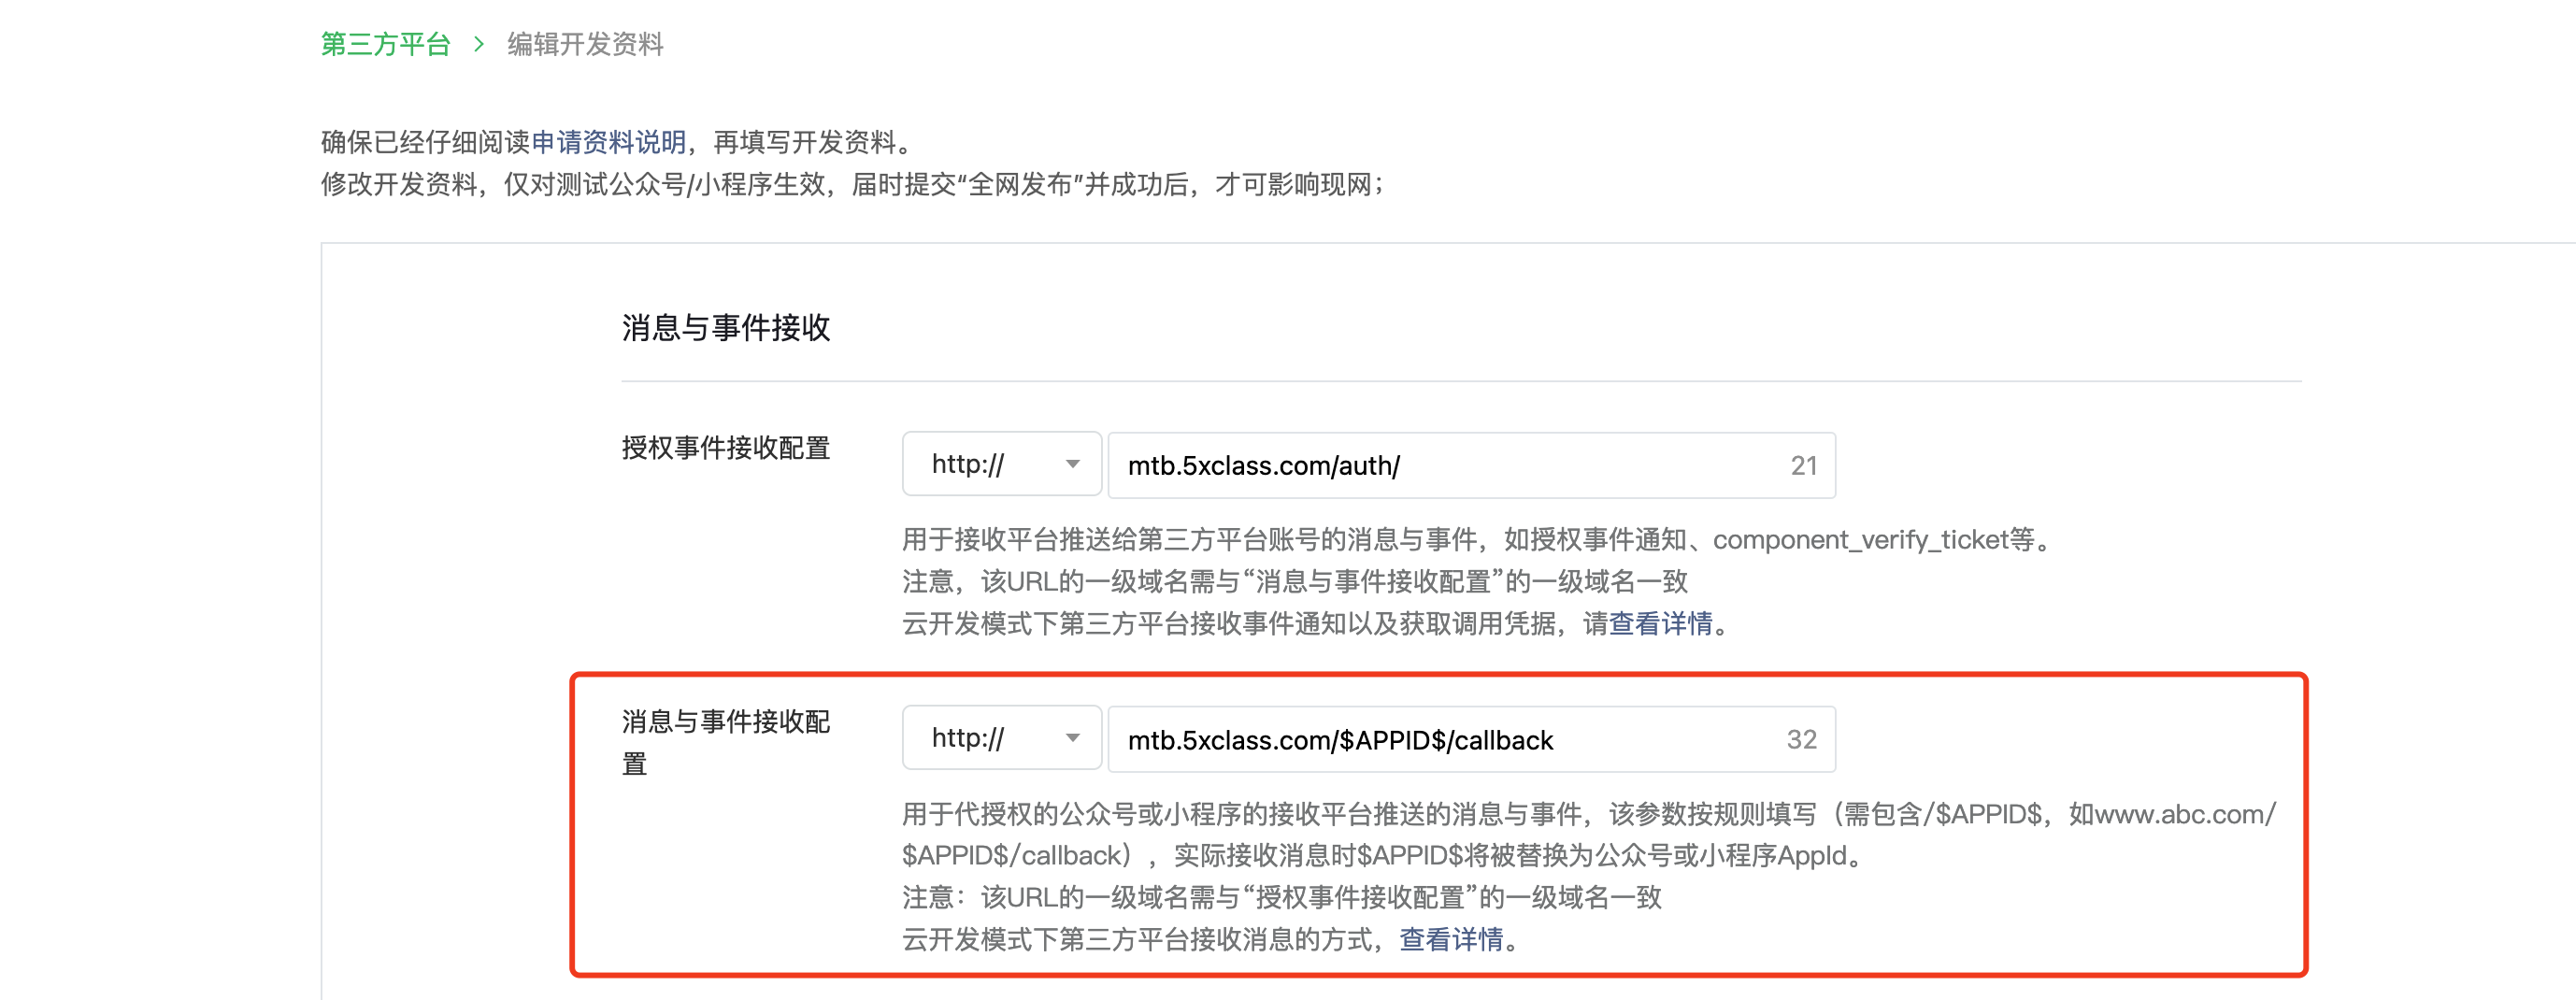 第三方平台 > 编辑开发资料
确保已经仔细阅读申请资料说明，再填写开发资料。
修改开发资料，仅对测试公众号/小程序生效，届时提交“全网发布”并成功后，才可影响现网；
消息与事件接收
授权事件接收配置
http://
mtb.5xclass.com/auth/
21
用于接收平台推送给第三方平台账号的消息与事件，如授权事件通知、component_verify_ticket等。
注意，该URL的一级域名需与“消息与事件接收配置”的一级域名一致
云开发模式下第三方平台接收事件通知以及获取调用凭据，请查看详情。
消息与事件接收配
置
http://
mtb.5xclass.com/$APPID$/callback
32
用于代授权的公众号或小程序的接收平台推送的消息与事件，该参数按规则填写（需包含/$APPID$，如www.abc.com/
$APPID$/callback），实际接收消息时$APPID$将被替换为公众号或小程序AppId。
注意：该URL的一级域名需与“授权事件接收配置”的一级域名一致
云开发模式下第三方平台接收消息的方式，查看详情。